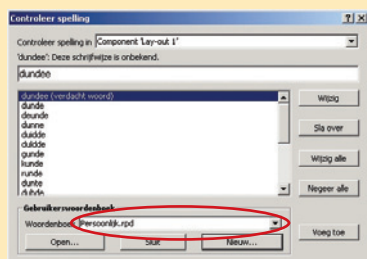 Controleer spelling
Controleer spelling in Component 'Lay-out 1'
'dundee': Deze schrijfwijze is onbekend.
dundee
dundee (verdacht woord)
dunde
deunde
dunne
duidde
duldde
gunde
kunde
runde
dunte
dubde
Wijzig
Sla over
Wijzig alle
Negeer alle
Gebruikerswoordenboek
Woordenboek Persoonlijk.rpd
Voeg toe
Open...
Sluit
Nieuw...